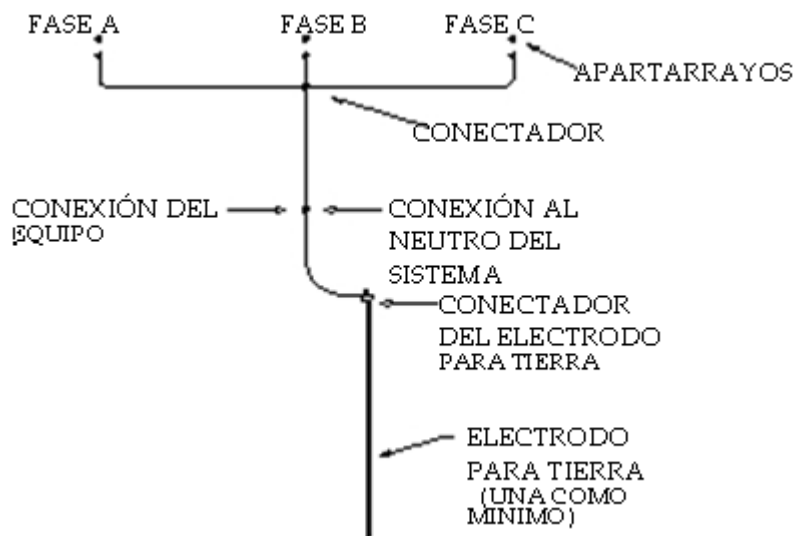 FASE A
FASE B
FASE C
APARTARRAYOS
CONECTADOR
CONEXIÓN DEL
EQUIPO
CONEXIÓN AL
NEUTRO DEL
SISTEMA
CONECTADOR
DEL ELECTRODO
PARA TIERRA
ELECTRODO
PARA TIERRA
(UNA COMO
MINIMO)